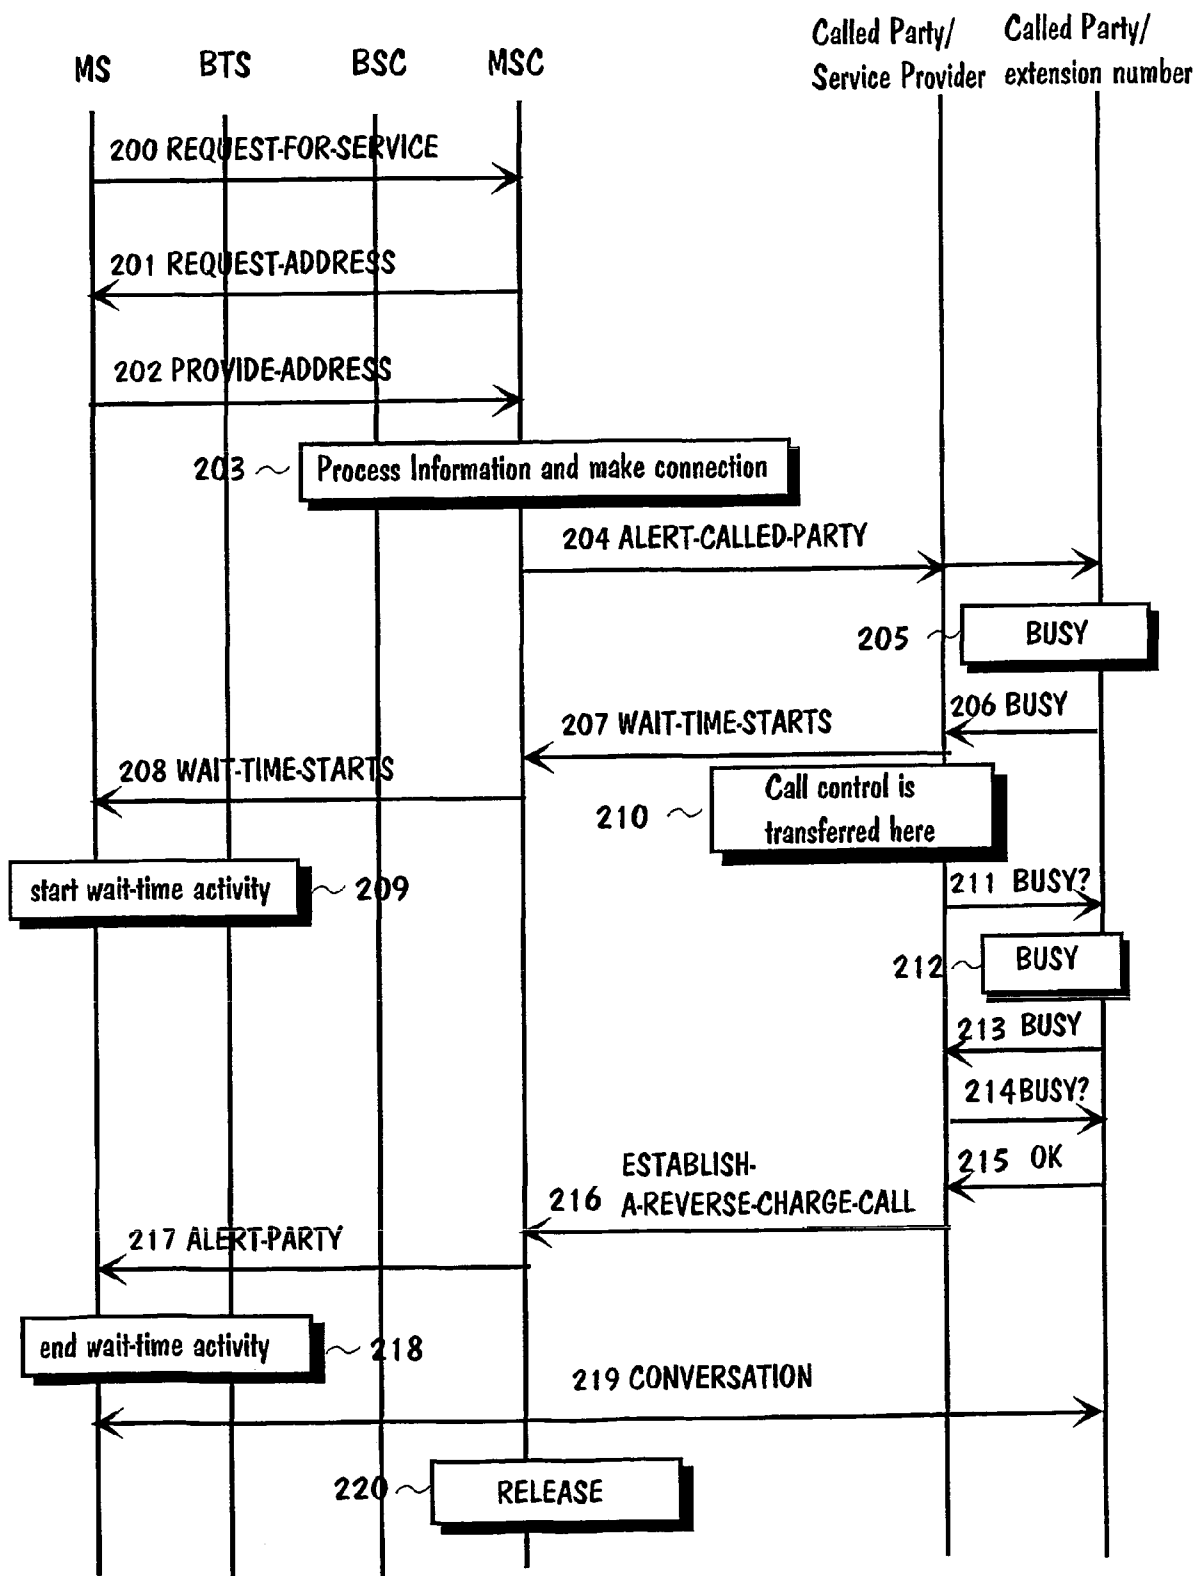 MS BTS BSC MSC
Called Party/
Service Provider
Called Party/
extension number
200 REQUEST-FOR-SERVICE
201 REQUEST-ADDRESS
202 PROVIDE-ADDRESS
203 Process Information and make connection
204 ALERT-CALLED-PARTY
205 BUSY
206 BUSY
207 WAIT-TIME-STARTS
208 WAIT-TIME-STARTS
210 Call control is
transferred here
start wait-time activity 209
211 BUSY?
212 BUSY
213 BUSY
214 BUSY?
215 OK
216 ESTABLISH-
A-REVERSE-CHARGE-CALL
217 ALERT-PARTY
end wait-time activity 218
219 CONVERSATION
220 RELEASE